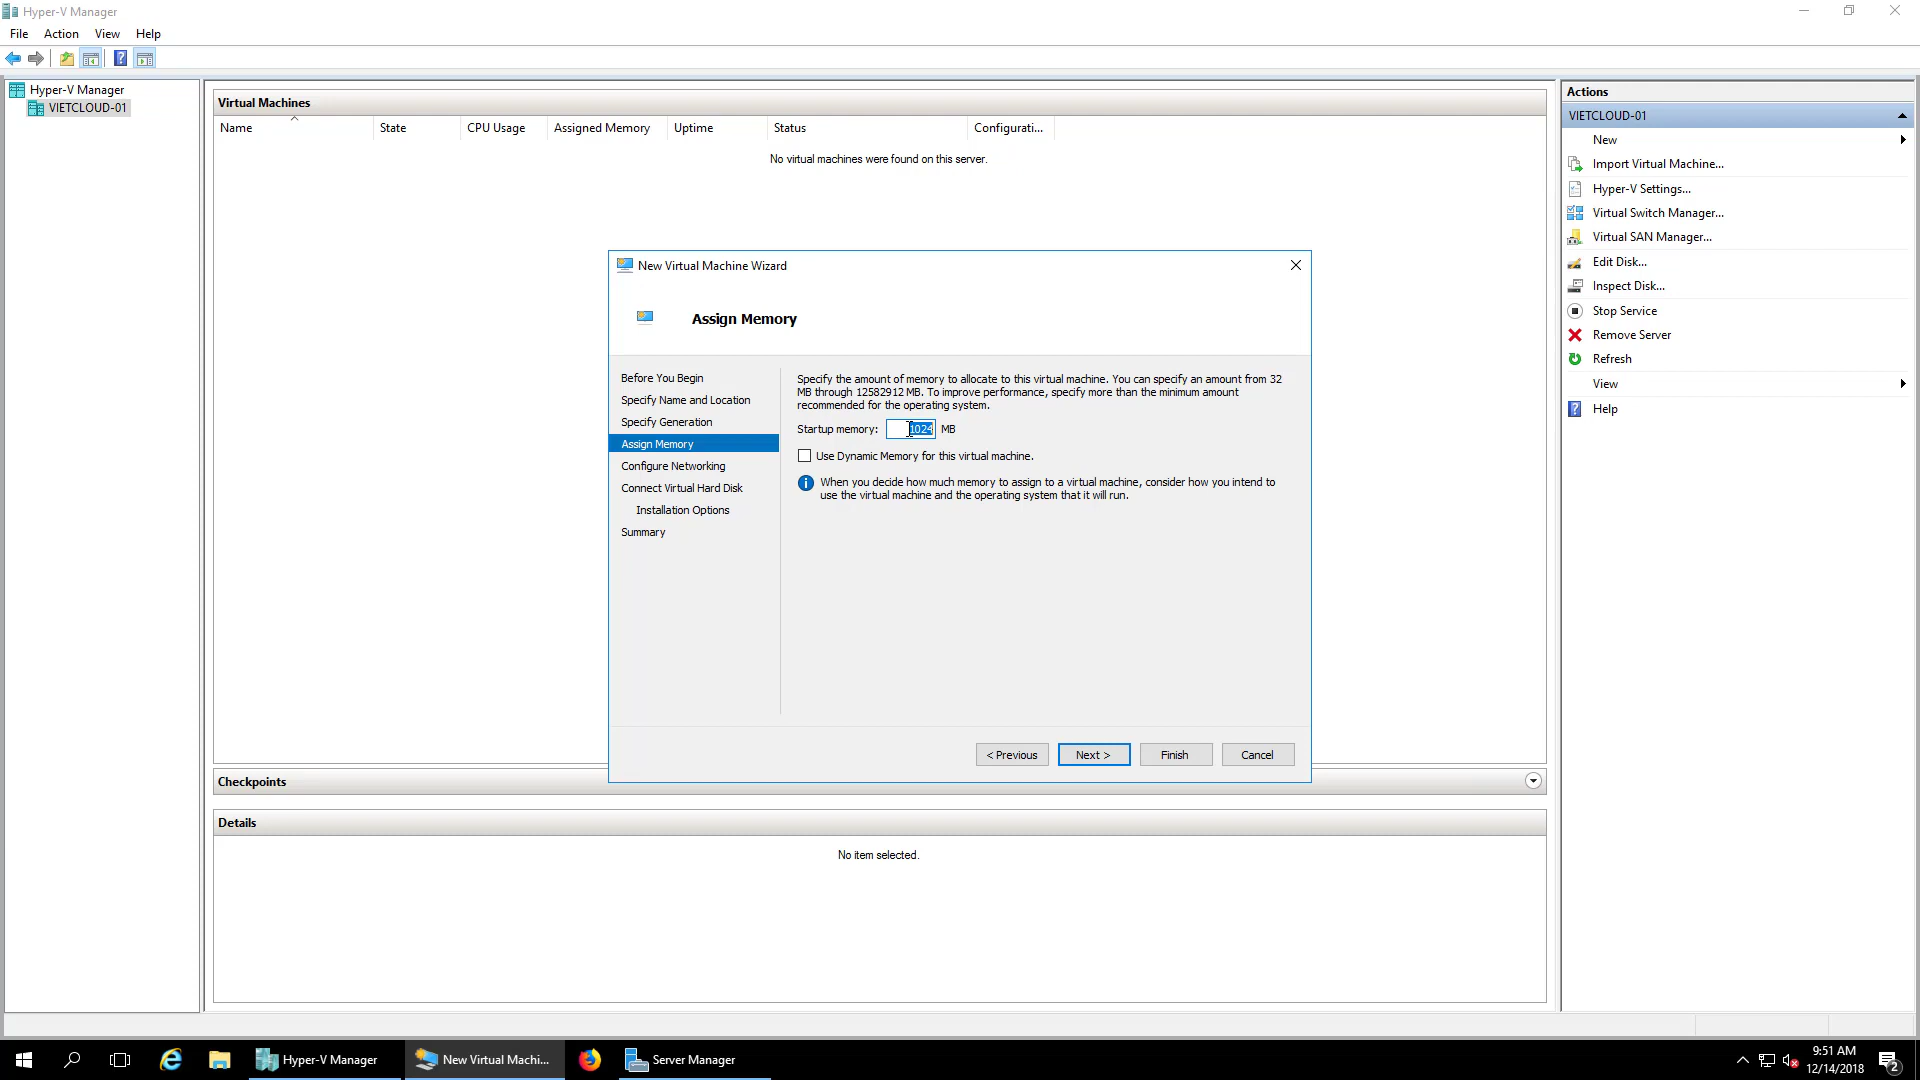 Hyper-V Manager
File Action View Help
Hyper-V Manager
VIETCLOUD-01
Virtual Machines
Name State CPU Usage Assigned Memory Uptime Status Configurati...
No virtual machines were found on this server.
New Virtual Machine Wizard
Assign Memory
Before You Begin
Specify Name and Location
Specify Generation
Assign Memory
Configure Networking
Connect Virtual Hard Disk
Installation Options
Summary
Specify the amount of memory to allocate to this virtual machine. You can specify an amount from 32
MB through 12582912 MB. To improve performance, specify more than the minimum amount
recommended for the operating system.
Startup memory: 1024 MB
Use Dynamic Memory for this virtual machine.
When you decide how much memory to assign to a virtual machine, consider how you intend to
use the virtual machine and the operating system that it will run.
< Previous Next > Finish Cancel
Checkpoints
Details
No item selected.
Actions
VIETCLOUD-01
New
Import Virtual Machine...
Hyper-V Settings...
Virtual Switch Manager...
Virtual SAN Manager...
Edit Disk...
Inspect Disk...
Stop Service
Remove Server
Refresh
View
Help
Hyper-V Manager
New Virtual Machi...
Server Manager
9:51 AM
12/14/2018
2